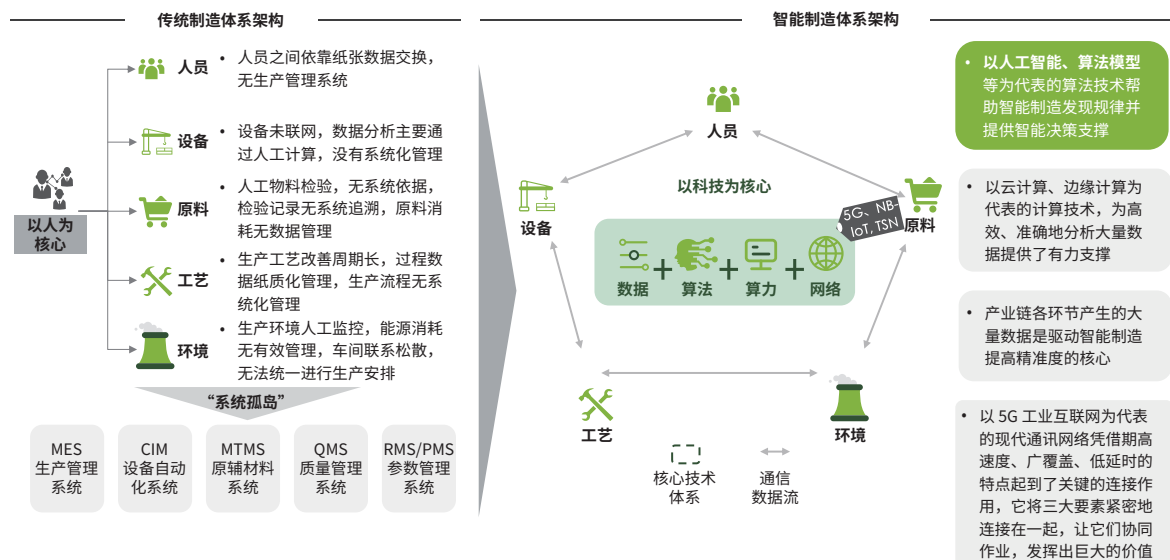 传统制造体系架构
以人为
核心
人员
• 人员之间依靠纸张数据交换，
无生产管理系统
设备
• 设备未联网，数据分析主要通
过人工计算，没有系统化管理
原料
• 人工物料检验，无系统依据，
检验记录无系统追溯，原料消
耗无数据管理
工艺
• 生产工艺改善周期长，过程数
据纸质化管理，生产流程无系
统化管理
环境
• 生产环境人工监控，能源消耗
无有效管理，车间联系松散，
无法统一进行生产安排
“系统孤岛”
MES
生产管理
系统
CIM
设备自动
化系统
MTMS
原辅材料
系统
QMS
质量管理
系统
RMS/PMS
参数管理
系统
智能制造体系架构
人员
设备
以科技为核心
5G、NB-
IoT, TSN
原料
数据
+
算法
+
算力
+
网络
工艺
环境
核心技术
体系
通信
数据流
• 以人工智能、算法模型
等为代表的算法技术帮
助智能制造发现规律并
提供智能决策支撑
• 以云计算、边缘计算为
代表的计算技术，为高
效、准确地分析大量数
据提供了有力支撑
• 产业链各环节产生的大
量数据是驱动智能制造
提高精准度的核心
• 以 5G 工业互联网为代表
的现代通讯网络凭借期高
速度、广覆盖、低延时的
特点起到了关键的连接作
用，它将三大要素紧密地
连接在一起，让它们协同
作业，发挥出巨大的价值